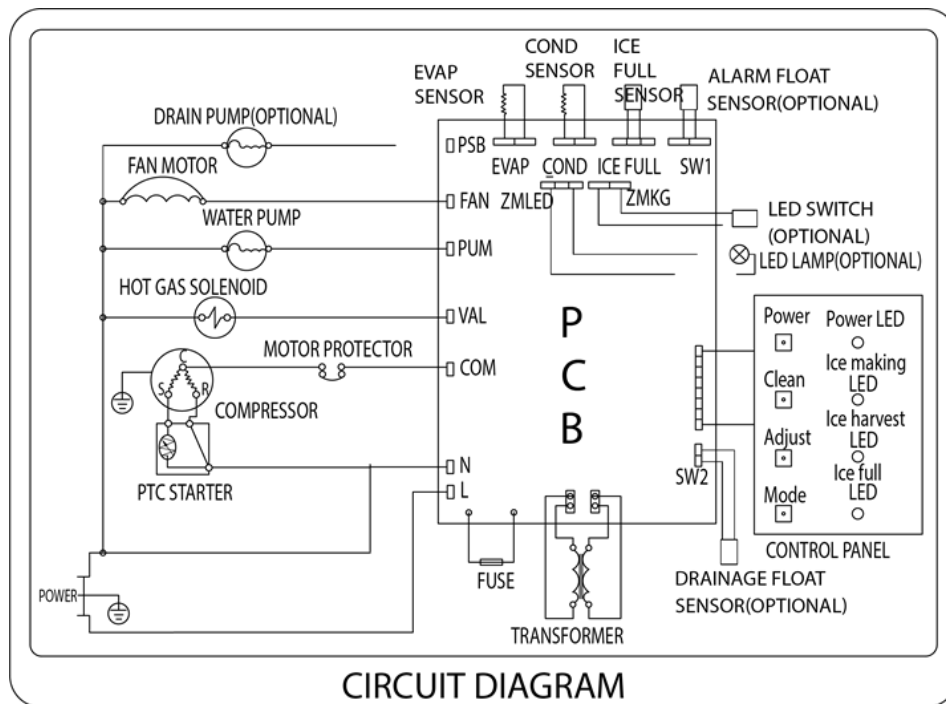 EVAP
SENSOR
COND
SENSOR
ICE
FULL
SENSOR
ALARM FLOAT
SENSOR(OPTIONAL)
DRAIN PUMP(OPTIONAL)
PSB
EVAP
COND
ICE FULL
SW1
FAN MOTOR
FAN
ZMLED
ZMKG
LED SWITCH
(OPTIONAL)
WATER PUMP
PUM
LED LAMP(OPTIONAL)
HOT GAS SOLENOID
VAL
MOTOR PROTECTOR
COM
C
S
R
COMPRESSOR
PTC STARTER
N
L
P
C
B
Power
Power LED
Clean
Ice making
LED
Adjust
Ice harvest
LED
Mode
Ice full
LED
SW2
CONTROL PANEL
FUSE
TRANSFORMER
DRAINAGE FLOAT
SENSOR(OPTIONAL)
POWER
CIRCUIT DIAGRAM